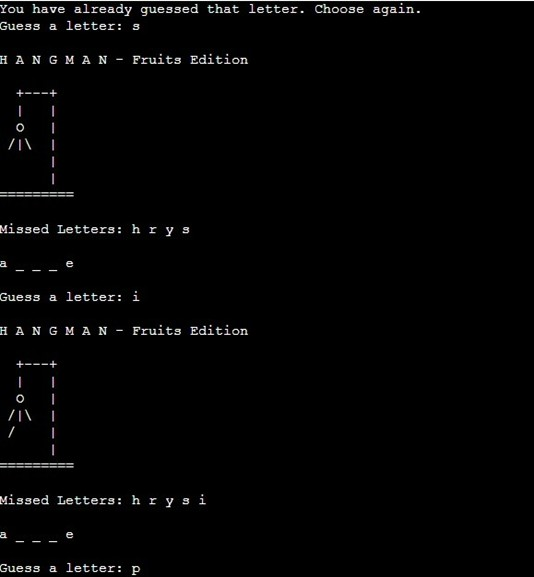 You have already guessed that letter. Choose again.
Guess a letter: s
H A N G M A N - Fruits Edition
  +---+
  |   |
  O   |
 /|\  |
      |
      |
=========
Missed Letters: h r y s
a _ _ _ e
Guess a letter: i
H A N G M A N - Fruits Edition
  +---+
  |   |
  O   |
 /|\  |
 /    |
      |
=========
Missed Letters: h r y s i
a _ _ _ e
Guess a letter: p